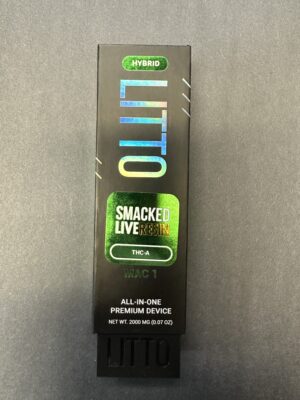 HYBRID
LITTO
SMACKED
LIVE RESIN
THC-A
MAC 1
ALL-IN-ONE
PREMIUM DEVICE
NET WT. 2000 MG (0.07 OZ)
LITTO